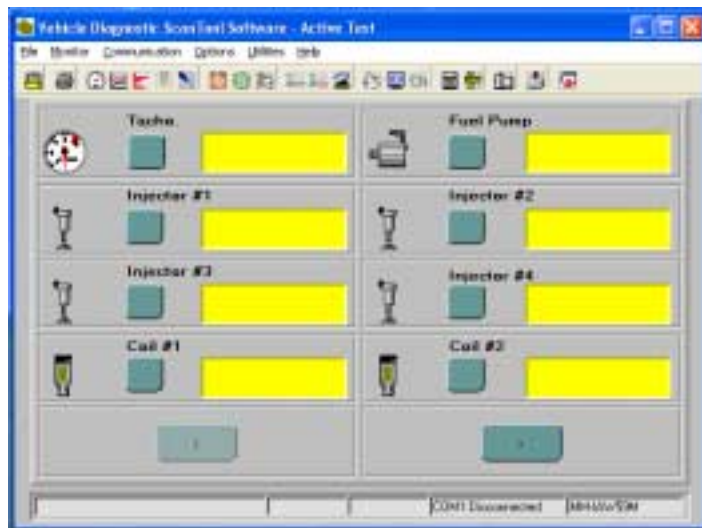 Vehicle Diagnostic ScanTool Software - Active Test
File Monitor Communication Options Utilities Help
Tacho.
Fuel Pump
Injector #1
Injector #2
Injector #3
Injector #4
Coil #1
Coil #2
COM1 Disconnected